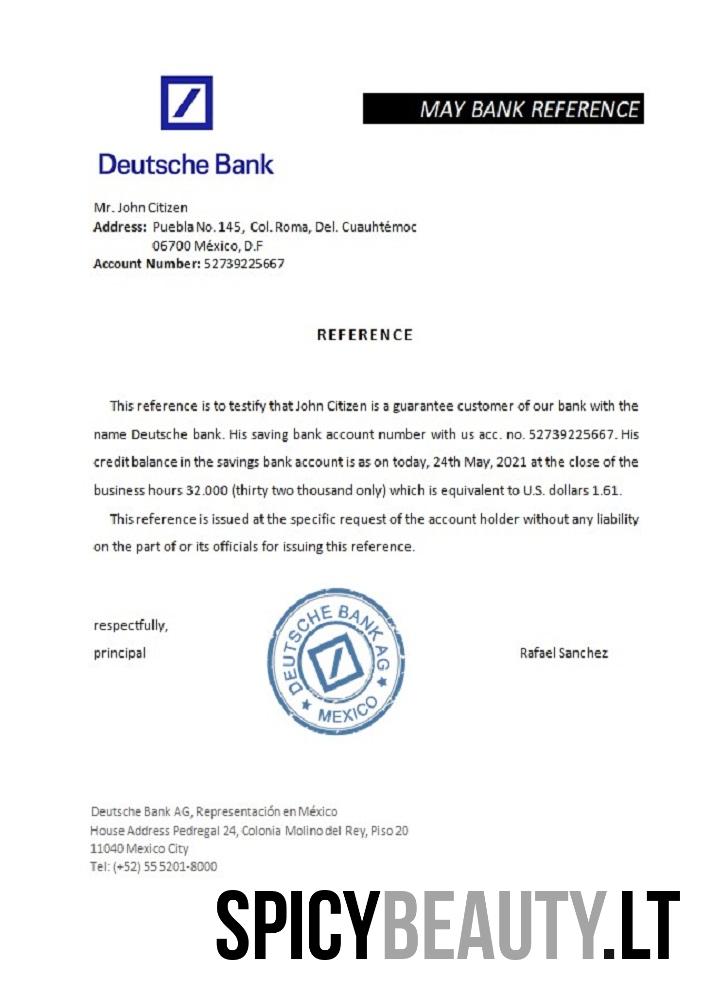 MAY BANK REFERENCE
Deutsche Bank
Mr. John Citizen
Address: Puebla No. 145, Col. Roma, Del. Cuauhtémoc
06700 México, D.F
Account Number: 52739225667
REFERENCE
This reference is to testify that John Citizen is a guarantee customer of our bank with the
name Deutsche bank. His saving bank account number with us acc. no. 52739225667. His
credit balance in the savings bank account is as on today, 24th May, 2021 at the close of the
business hours 32.000 (thirty two thousand only) which is equivalent to U.S. dollars 1.61.
This reference is issued at the specific request of the account holder without any liability
on the part of or its officials for issuing this reference.
respectfully,
principal
DEUTSCHE BANK AG
MEXICO
Rafael Sanchez
Deutsche Bank AG, Representación en México
House Address Pedregal 24, Colonia Molino del Rey, Piso 20
11040 Mexico City
Tel: (+52) 55 5201-8000
SPICYBEAUTY.LT